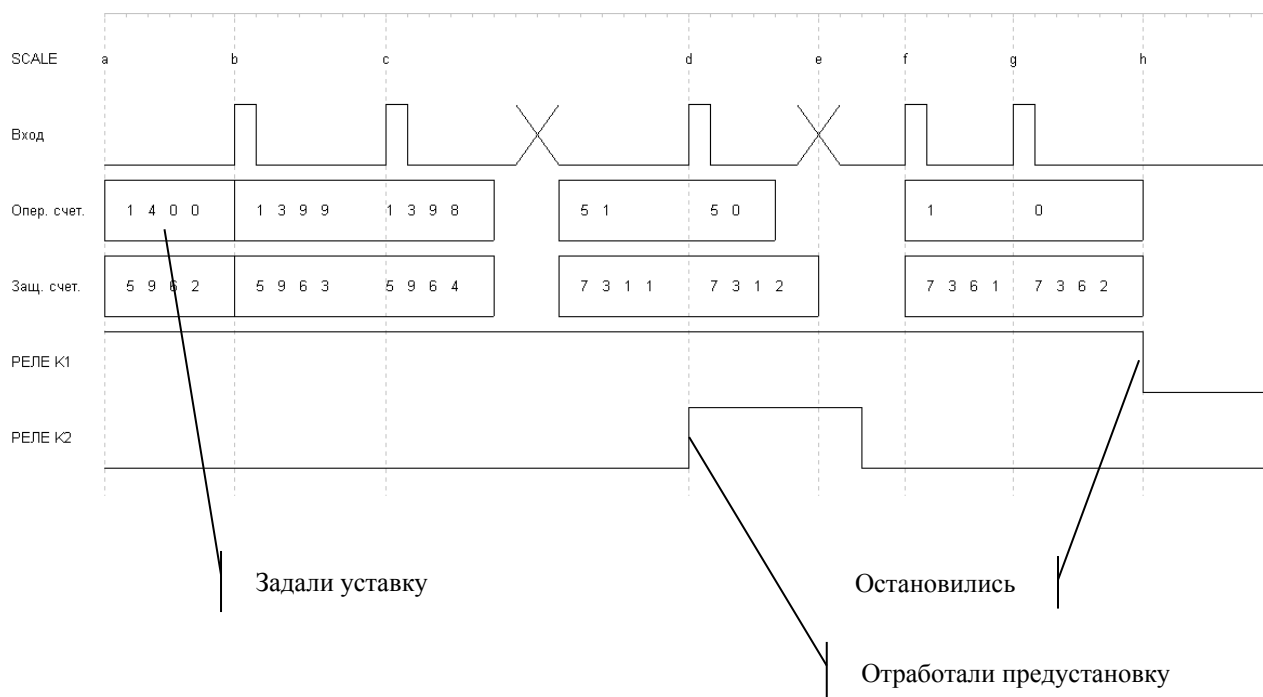 SCALE a b c d e f g h
Вход
Опер. счет. 1 4 0 0 1 3 9 9 1 3 9 8 5 1 5 0 1 0
Защ. счет. 5 9 6 2 5 9 6 3 5 9 6 4 7 3 1 1 7 3 1 2 7 3 6 1 7 3 6 2
РЕЛЕ К1
РЕЛЕ К2
Задали уставку Остановились
Отработали предустановку